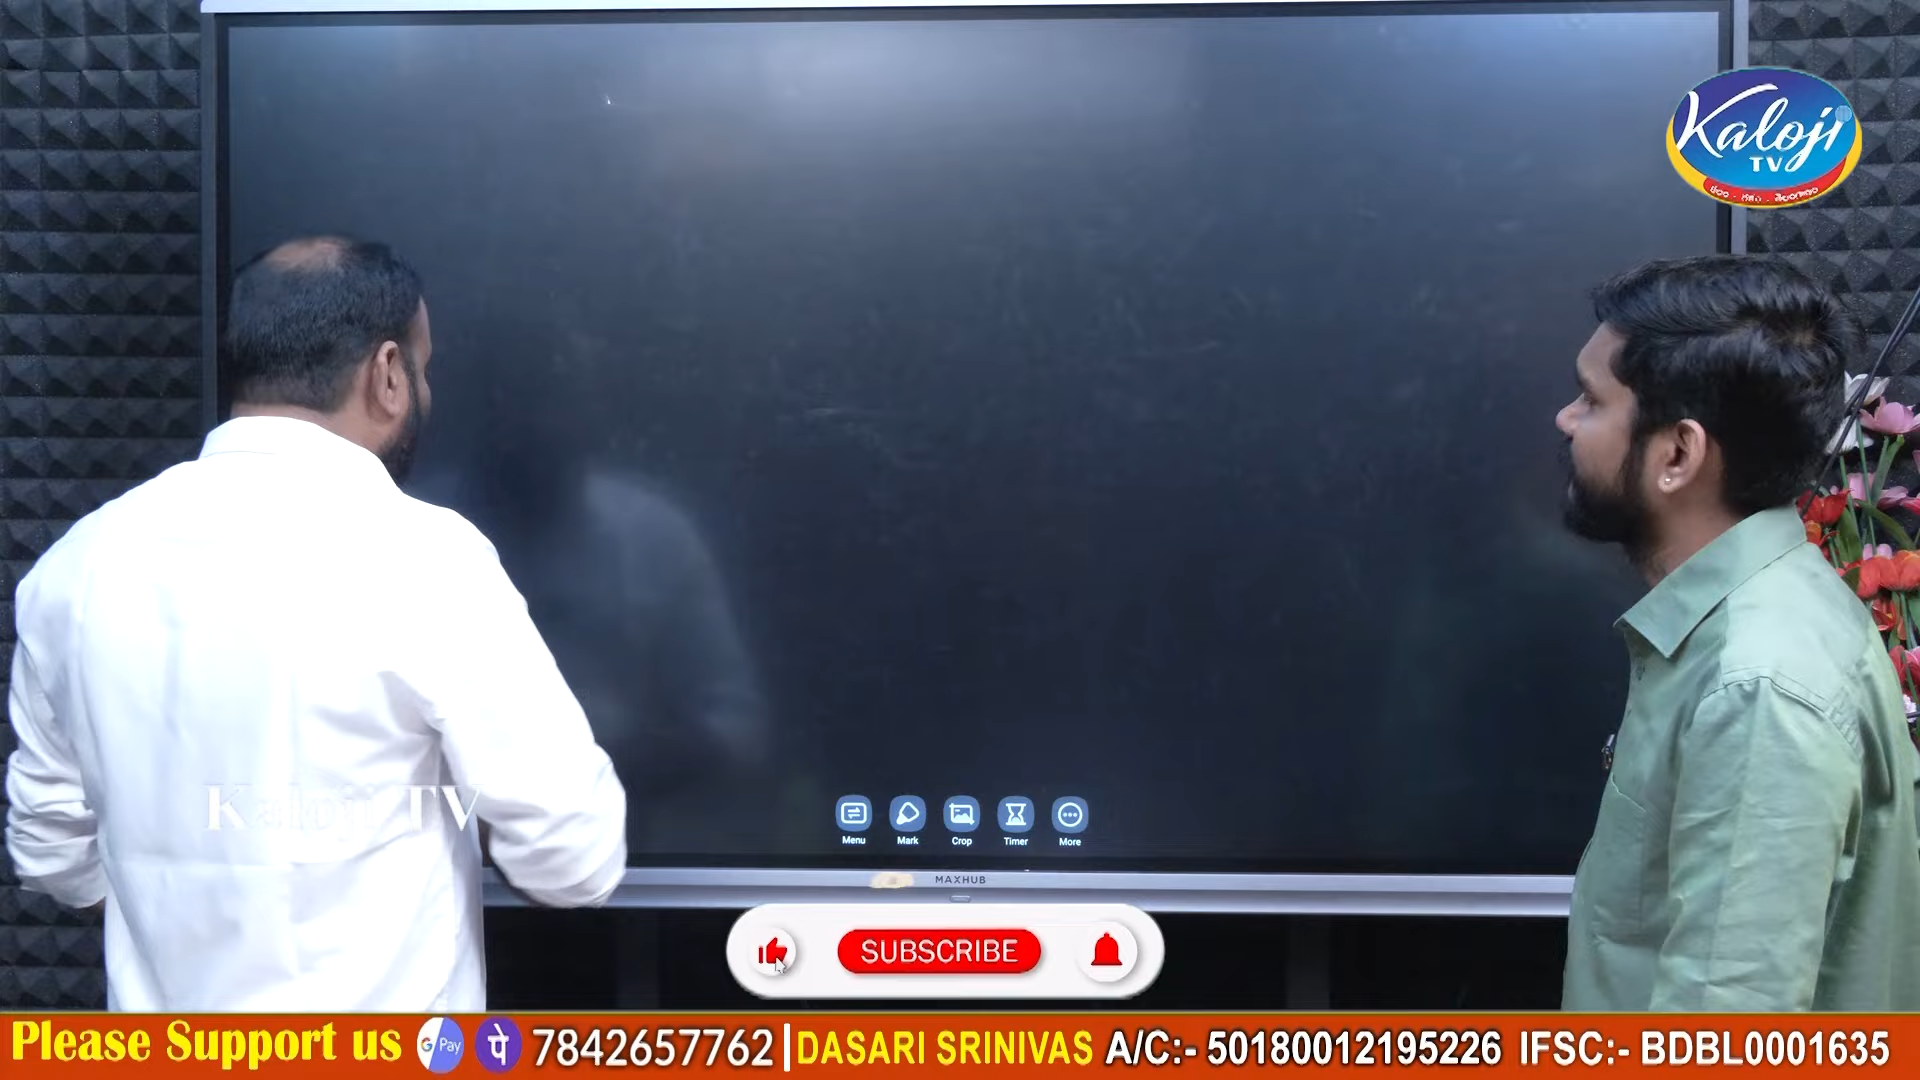 Kaloji
TV
Kaloji TV
Menu Mark Crop Timer More
MAXHUB
SUBSCRIBE
Please Support us G Pay पे 7842657762 | DASARI SRINIVAS A/C:- 50180012195226 IFSC:- BDBL0001635